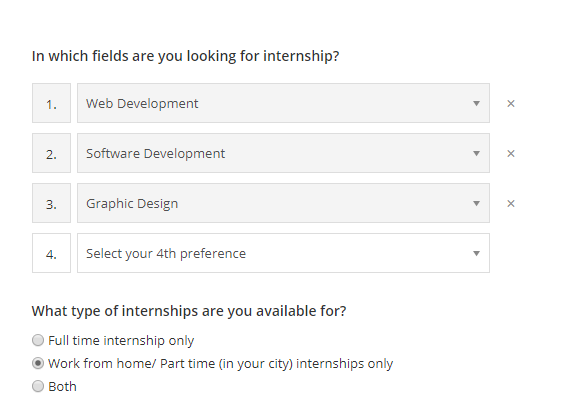 In which fields are you looking for internship?
1. Web Development
2. Software Development
3. Graphic Design
4. Select your 4th preference
What type of internships are you available for?
Full time internship only
Work from home/ Part time (in your city) internships only
Both